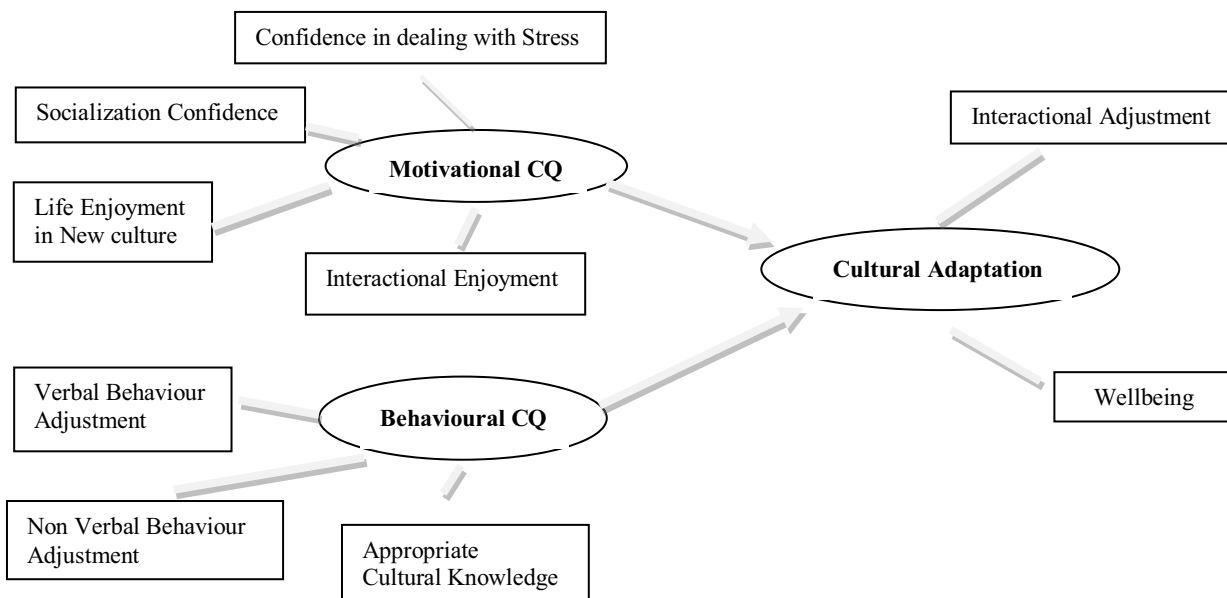 Confidence in dealing with Stress
Socialization Confidence
Interactional Adjustment
Motivational CQ
Life Enjoyment
in New culture
Interactional Enjoyment
Cultural Adaptation
Verbal Behaviour
Adjustment
Behavioural CQ
Wellbeing
Non Verbal Behaviour
Adjustment
Appropriate
Cultural Knowledge